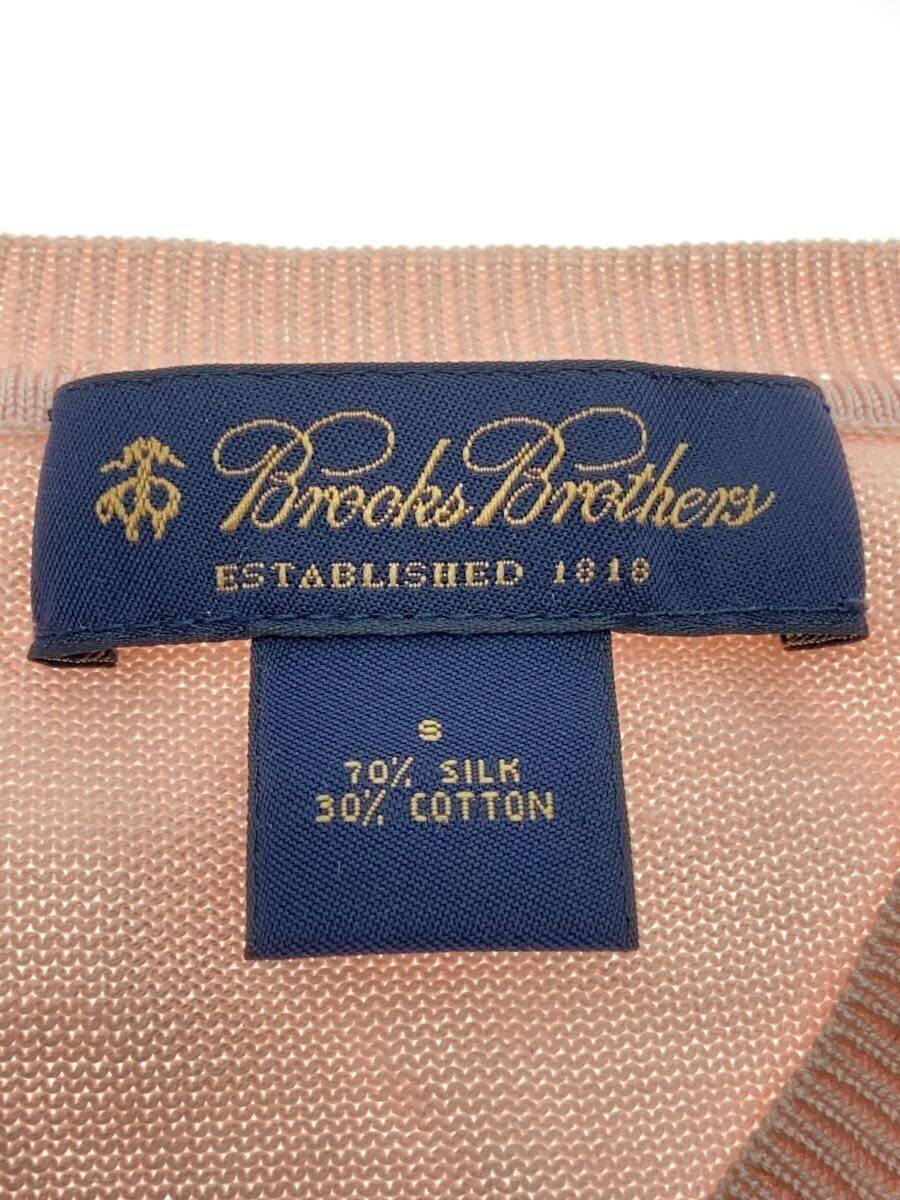 Brooks Brothers
ESTABLISHED 1818
S
70% SILK
30% COTTON